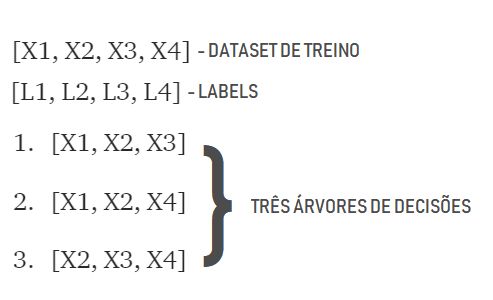 [X1, X2, X3, X4] - DATASET DE TREINO
[L1, L2, L3, L4] - LABELS
1. [X1, X2, X3]
2. [X1, X2, X4]
TRÊS ÁRVORES DE DECISÕES
3. [X2, X3, X4]